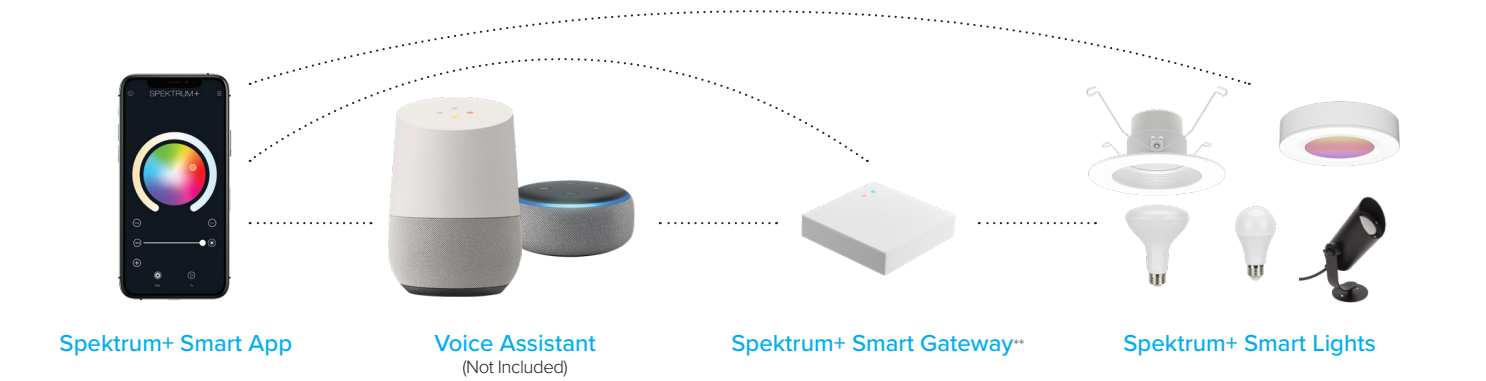 SPEKTRUM+
Spektrum+ Smart App
Voice Assistant
(Not Included)
Spektrum+ Smart Gateway**
Spektrum+ Smart Lights